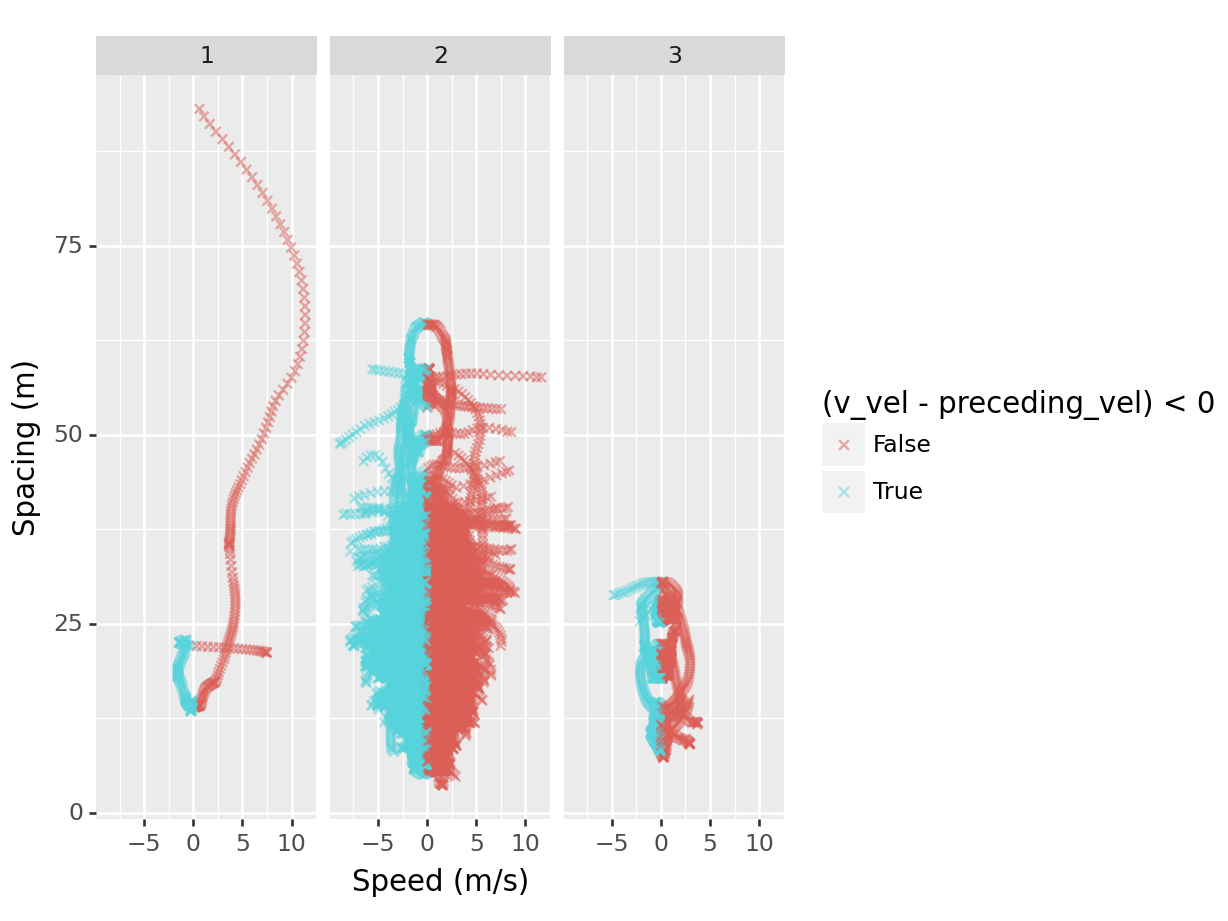 1 2 3
75
50
25
0
Spacing (m)
−5 0 5 10 −5 0 5 10 −5 0 5 10
Speed (m/s)
(v_vel - preceding_vel) < 0
False
True